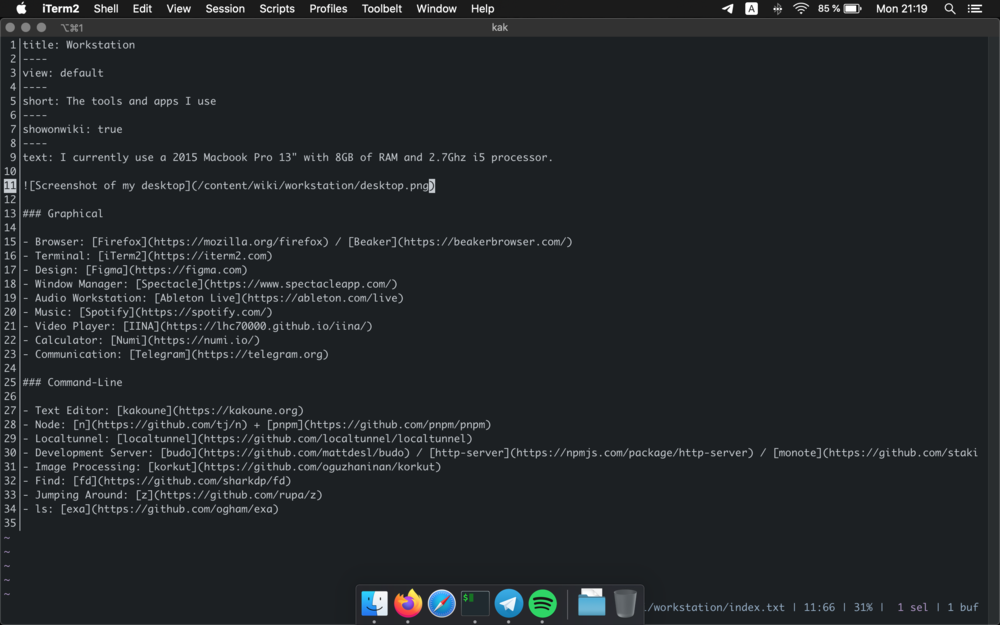 iTerm2 Shell Edit View Session Scripts Profiles Toolbelt Window Help A 85 % Mon 21:19
⌥⌘1 kak
1 title: Workstation
2 ----
3 view: default
4 ----
5 short: The tools and apps I use
6 ----
7 showonwiki: true
8 ----
9 text: I currently use a 2015 Macbook Pro 13" with 8GB of RAM and 2.7Ghz i5 processor.
10
11 ![Screenshot of my desktop](/content/wiki/workstation/desktop.png)
12
13 ### Graphical
14
15 - Browser: [Firefox](https://mozilla.org/firefox) / [Beaker](https://beakerbrowser.com/)
16 - Terminal: [iTerm2](https://iterm2.com)
17 - Design: [Figma](https://figma.com)
18 - Window Manager: [Spectacle](https://www.spectacleapp.com/)
19 - Audio Workstation: [Ableton Live](https://ableton.com/live)
20 - Music: [Spotify](https://spotify.com/)
21 - Video Player: [IINA](https://lhc70000.github.io/iina/)
22 - Calculator: [Numi](https://numi.io/)
23 - Communication: [Telegram](https://telegram.org)
24
25 ### Command-Line
26
27 - Text Editor: [kakoune](https://kakoune.org)
28 - Node: [n](https://github.com/tj/n) + [pnpm](https://github.com/pnpm/pnpm)
29 - Localtunnel: [localtunnel](https://github.com/localtunnel/localtunnel)
30 - Development Server: [budo](https://github.com/mattdesl/budo) / [http-server](https://npmjs.com/package/http-server) / [monote](https://github.com/staki
31 - Image Processing: [korkut](https://github.com/oguzhaninan/korkut)
32 - Find: [fd](https://github.com/sharkdp/fd)
33 - Jumping Around: [z](https://github.com/rupa/z)
34 - ls: [exa](https://github.com/ogham/exa)
35
~
~
~
~
~
$
./workstation/index.txt | 11:66 | 31% | 1 sel | 1 buf